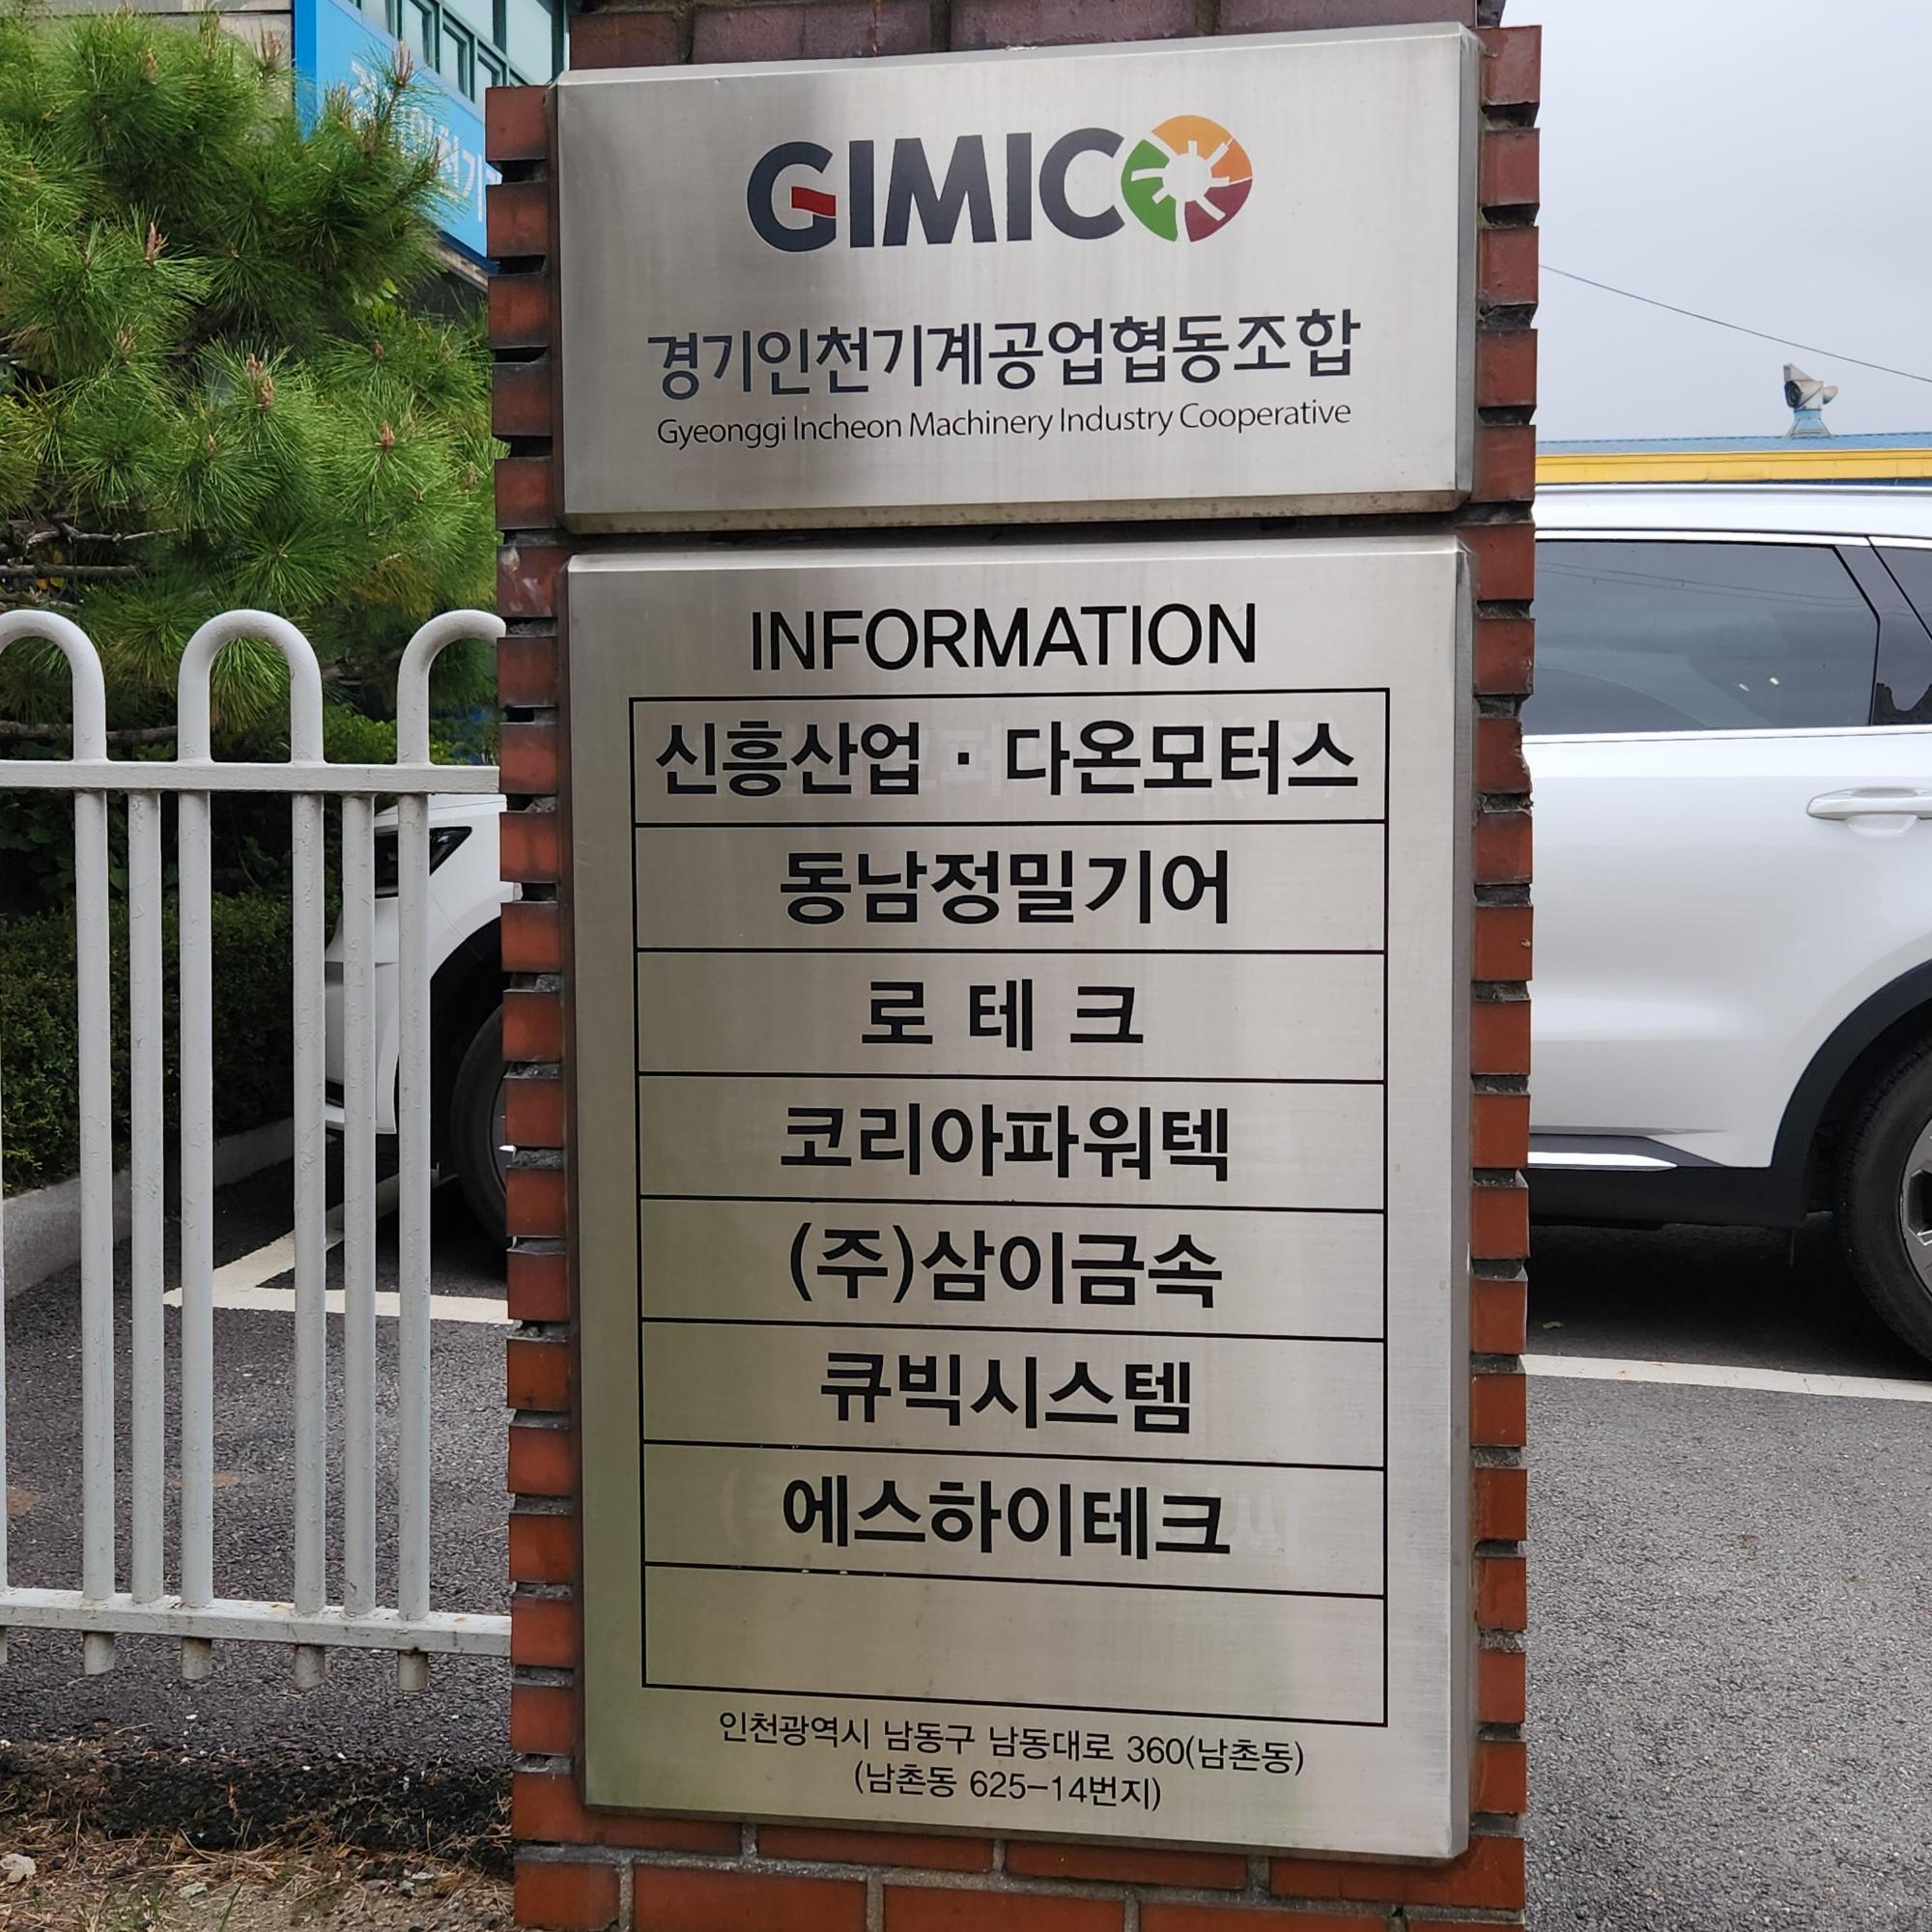 GIMICO
경기인천기계공업협동조합
Gyeonggi Incheon Machinery Industry Cooperative
INFORMATION
신흥산업 · 다온모터스
동남정밀기어
로 테 크
코리아파워텍
(주)삼이금속
큐빅시스템
에스하이테크
인천광역시 남동구 남동대로 360(남촌동)
(남촌동 625-14번지)